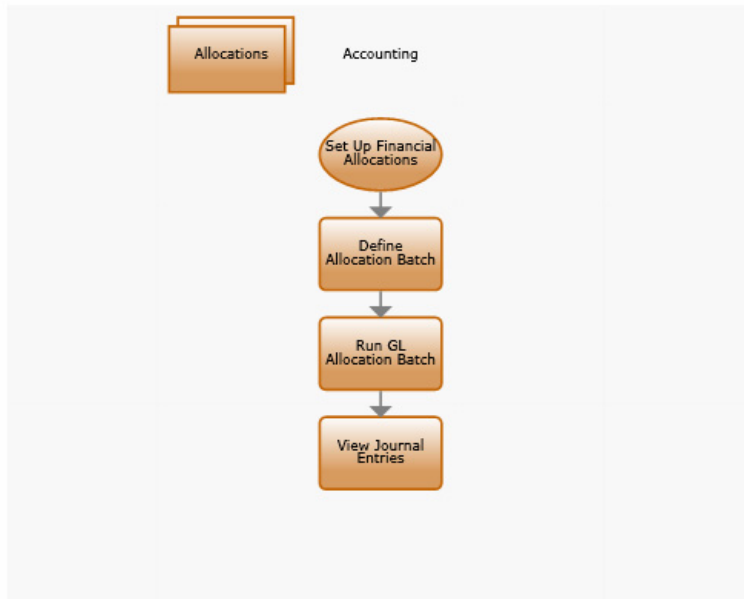 Allocations
Accounting
Set Up Financial
Allocations
Define
Allocation Batch
Run GL
Allocation Batch
View Journal
Entries